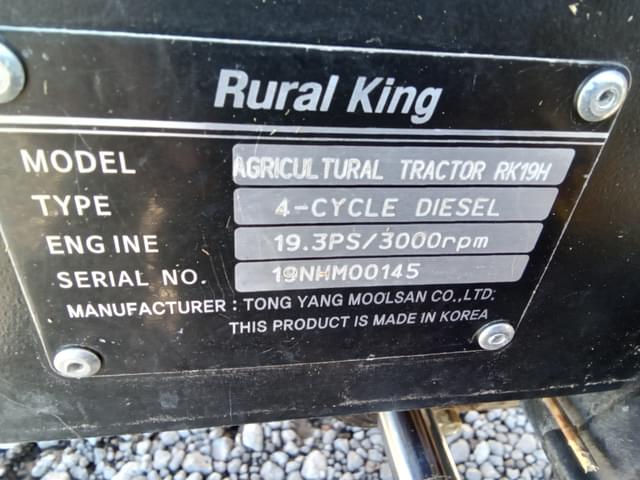 Rural King
MODEL AGRICULTURAL TRACTOR RK19H
TYPE 4-CYCLE DIESEL
ENGINE 19.3PS/3000rpm
SERIAL NO. 19NHM00145
MANUFACTURER : TONG YANG MOOLSAN CO.,LTD.
THIS PRODUCT IS MADE IN KOREA